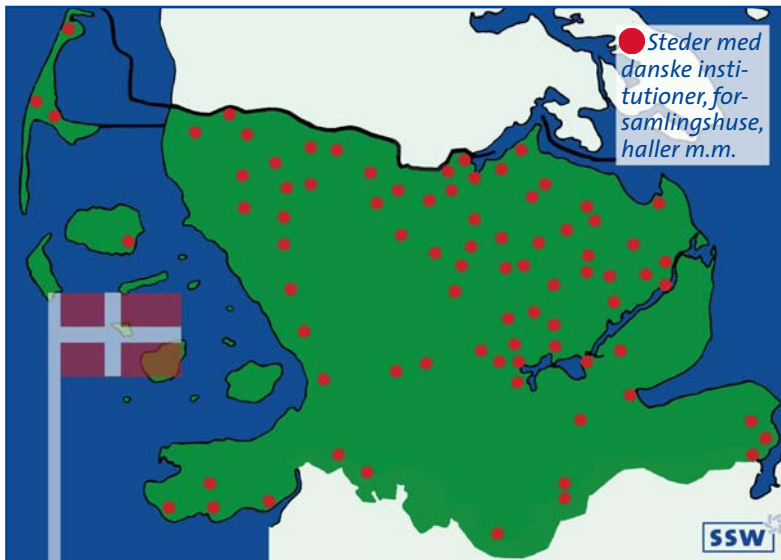 Steder med
danske insti-
tutioner, for-
samlingshuse,
haller m.m.
SSW